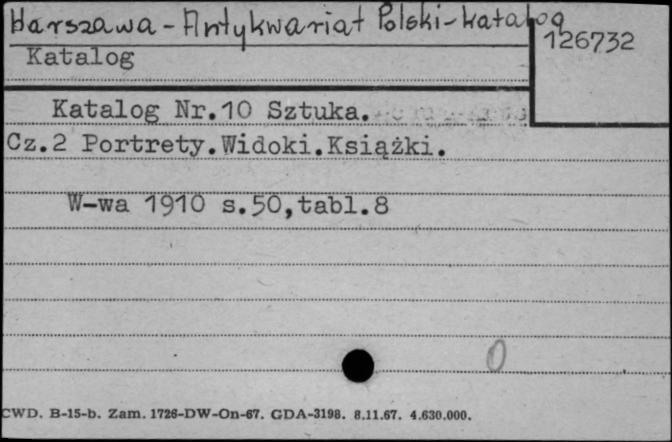 Warszawa - Antykwariat Polski - katalog
126732
Katalog
Katalog Nr.10 Sztuka.
Cz.2 Portrety.Widoki.Książki.
W-wa 1910 s.50,tabl.8
0
CWD. B-15-b. Zam. 1726-DW-On-67. GDA-3198. 8.11.67. 4.630.000.